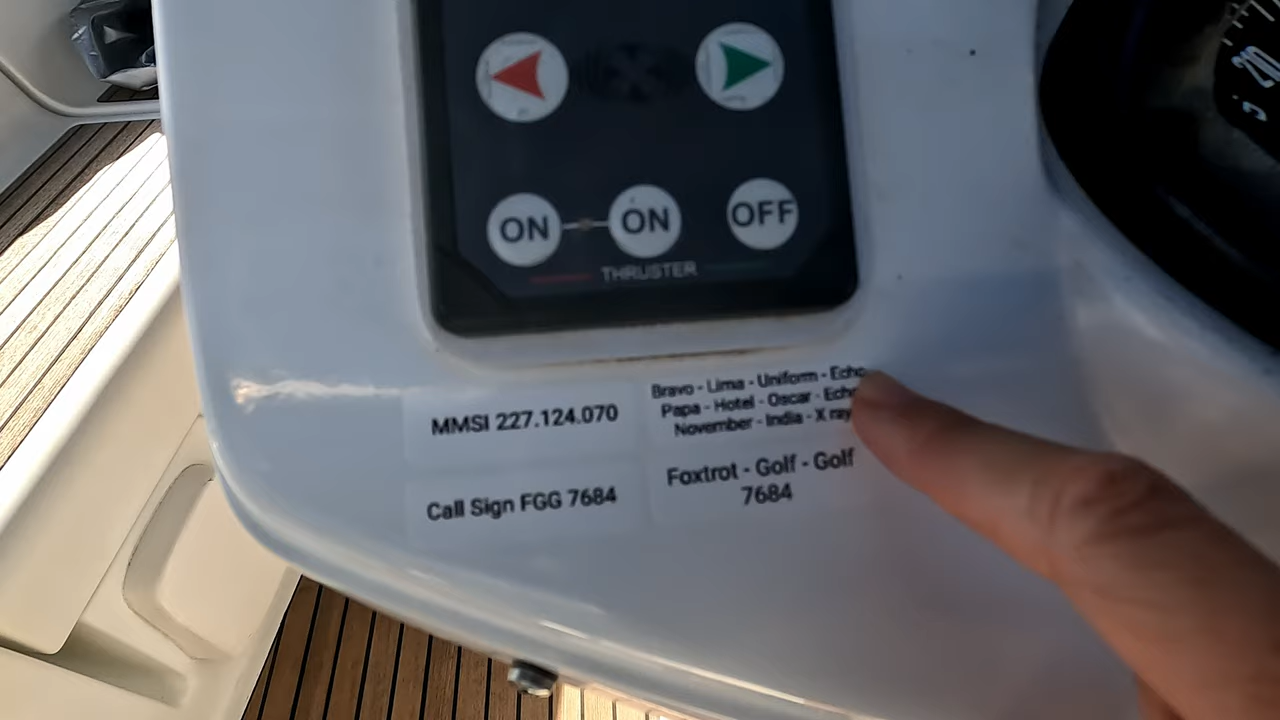 ON
ON
OFF
THRUSTER
MMSI 227.124.070
Bravo - Lima - Uniform - Echo
Papa - Hotel - Oscar - Echo
November - India - X ray
Call Sign FGG 7684
Foxtrot - Golf - Golf
7684
210